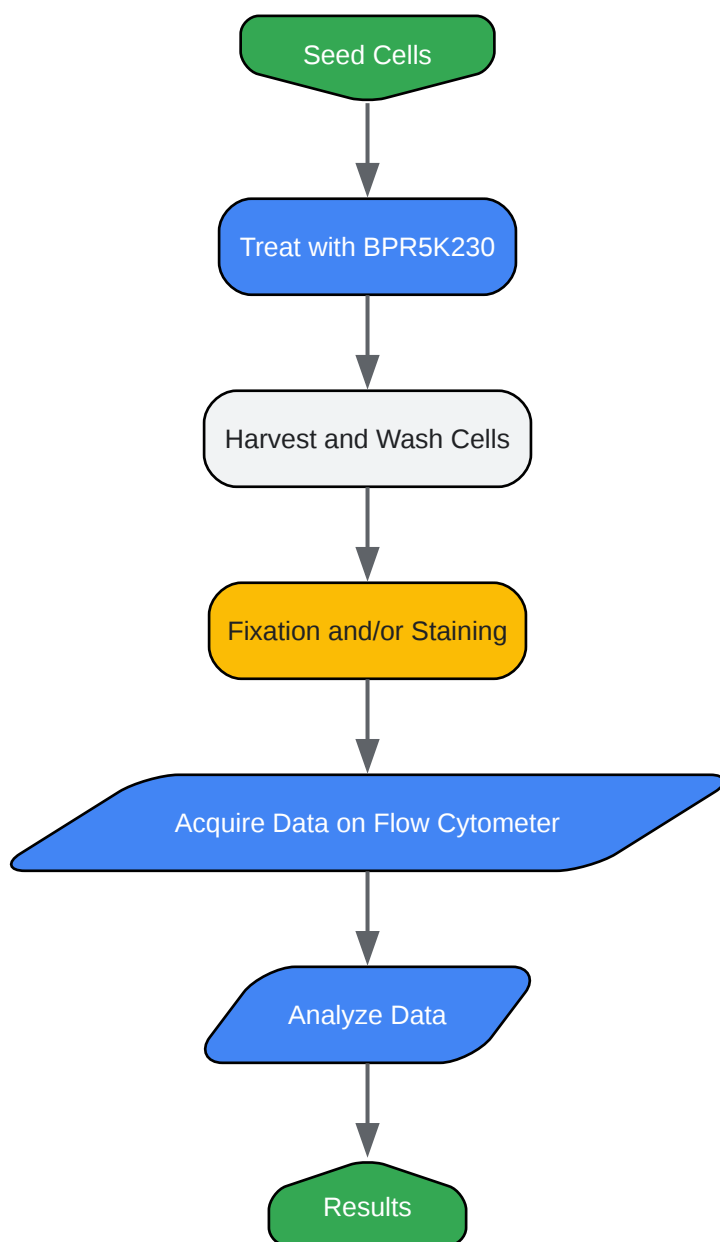 Seed Cells
Treat with BPR5K230
Harvest and Wash Cells
Fixation and/or Staining
Acquire Data on Flow Cytometer
Analyze Data
Results